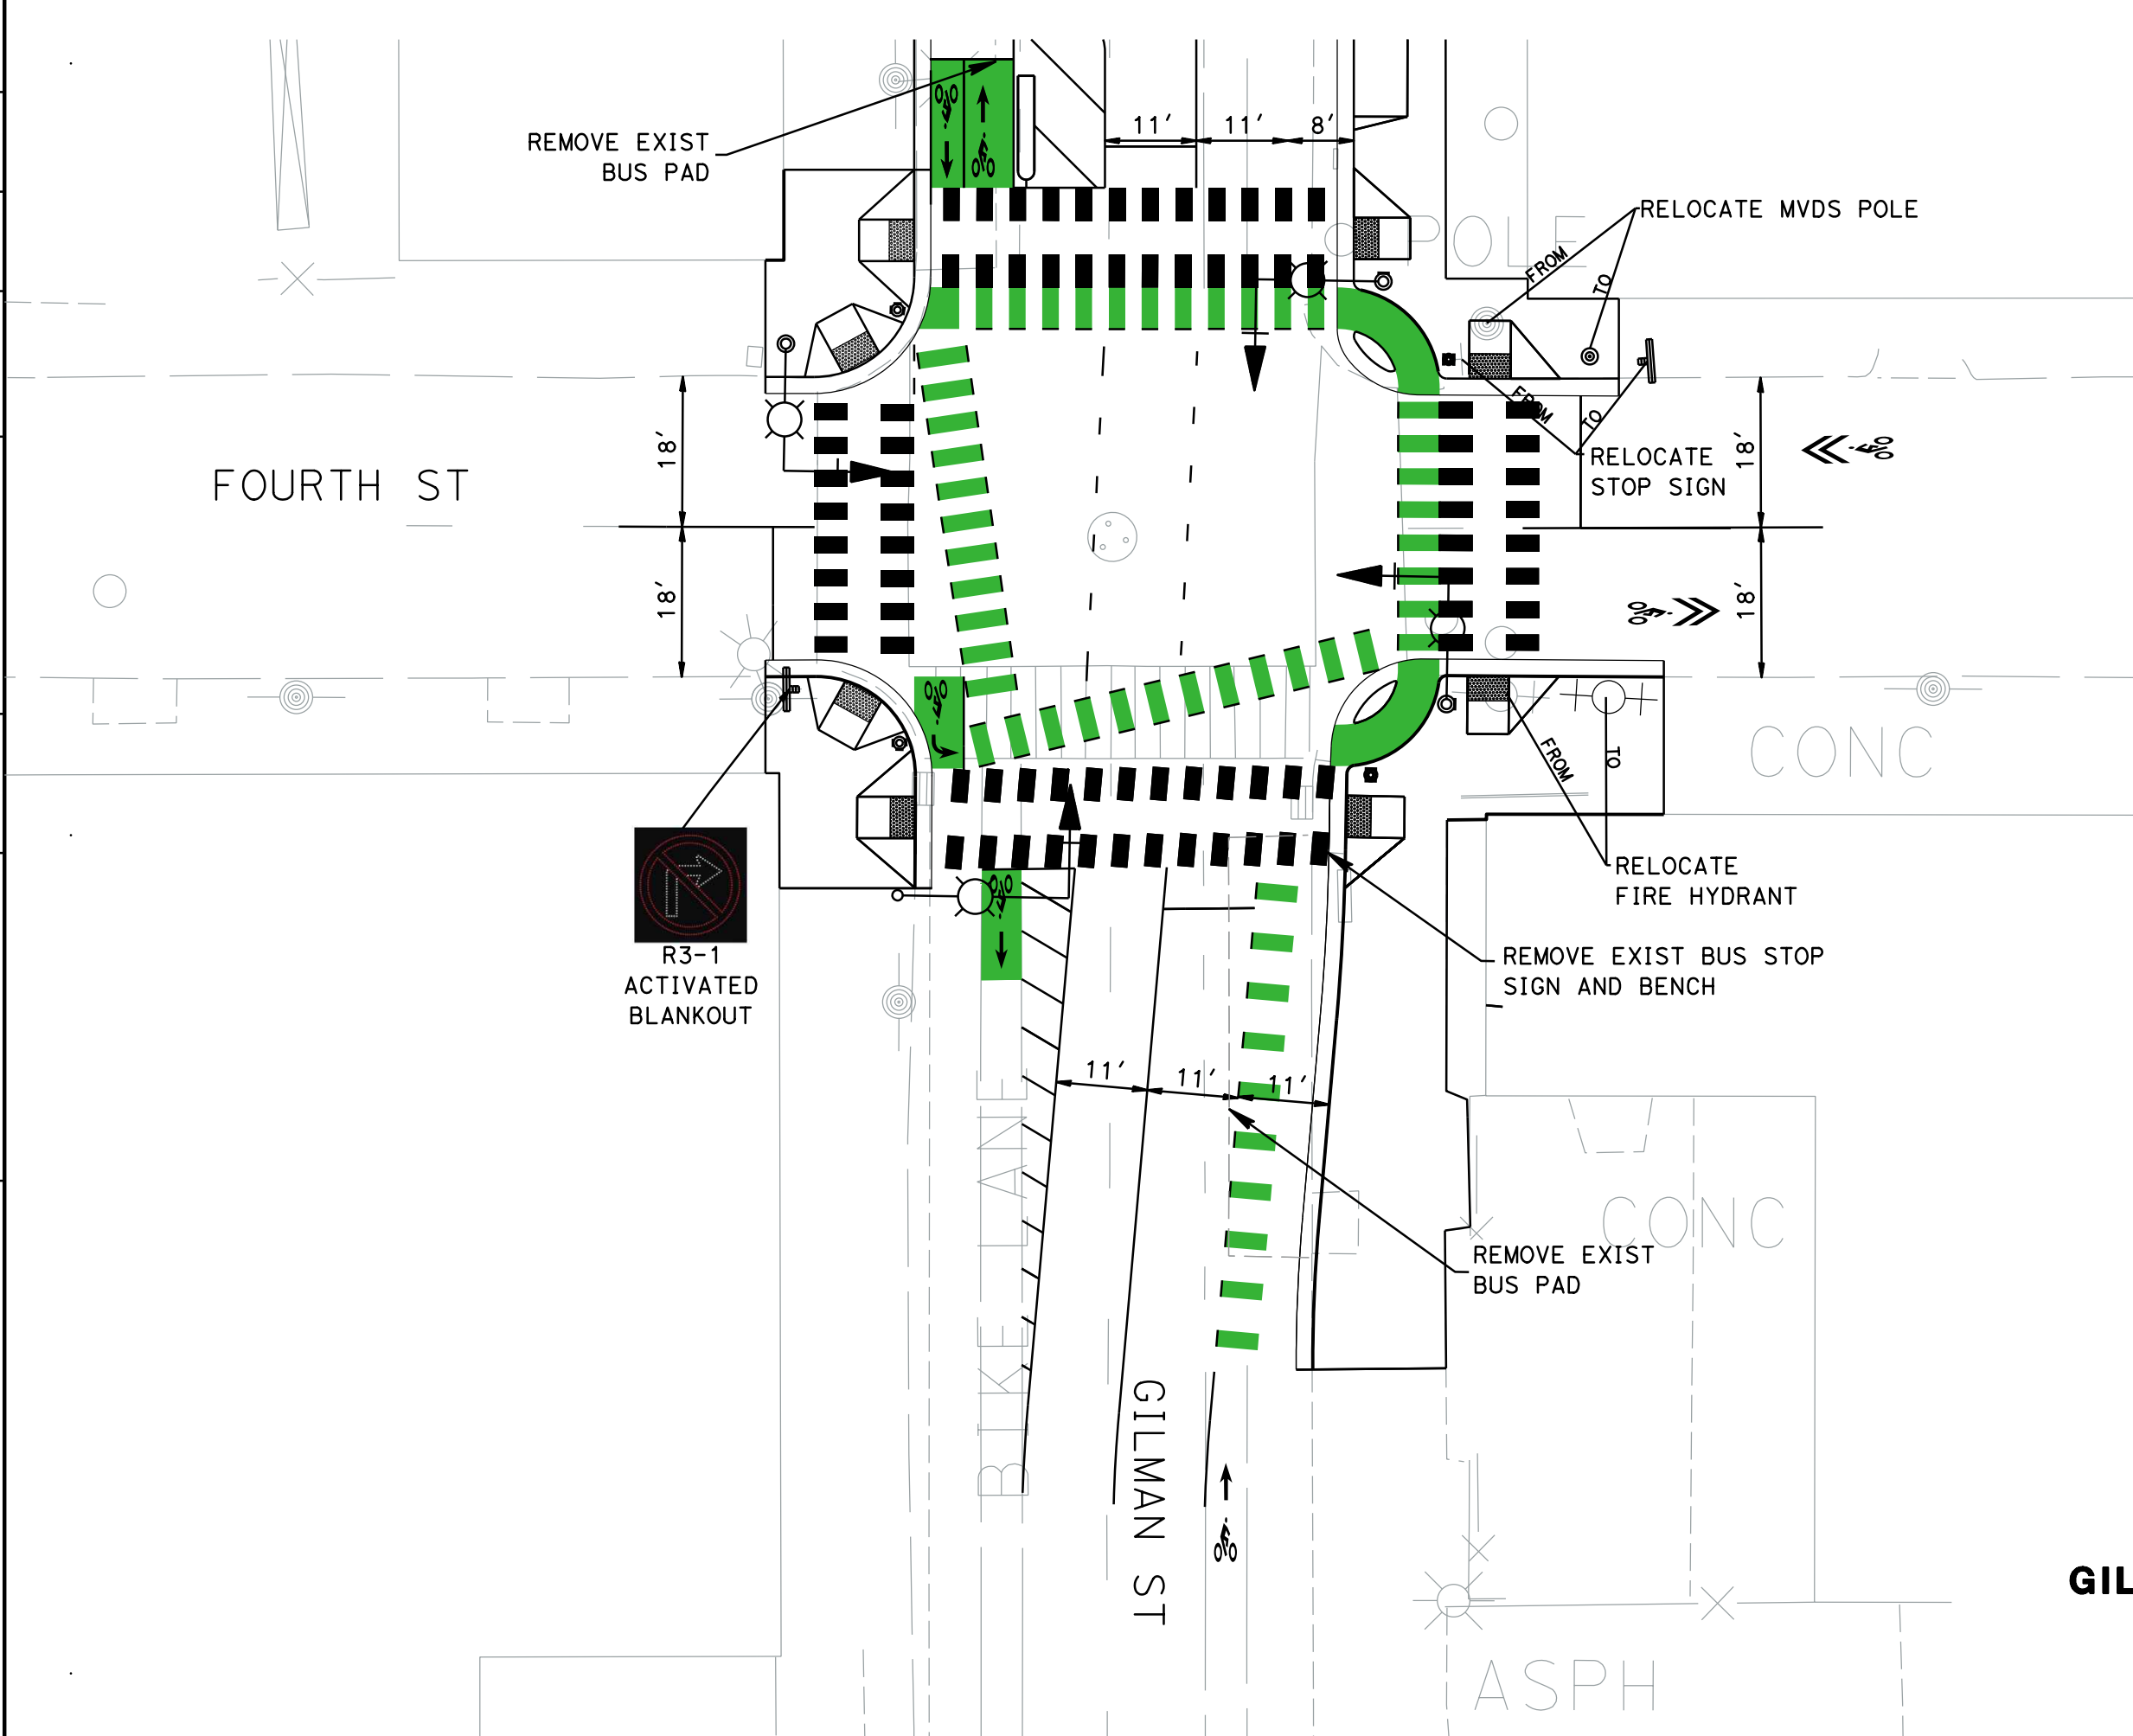 REMOVE EXIST
BUS PAD
11'
11'
8'
RELOCATE MVDS POLE
POLE
FROM
TO
18'
FROM
TO
18'
RELOCATE
STOP SIGN
FOURTH ST
18'
18'
CONC
FROM
TO
RELOCATE
FIRE HYDRANT
R3-1
ACTIVATED
BLANKOUT
REMOVE EXIST BUS STOP
SIGN AND BENCH
11'
11'
11'
BIKE LANE
CONC
REMOVE EXIST
BUS PAD
GILMAN ST
GIL
ASPH